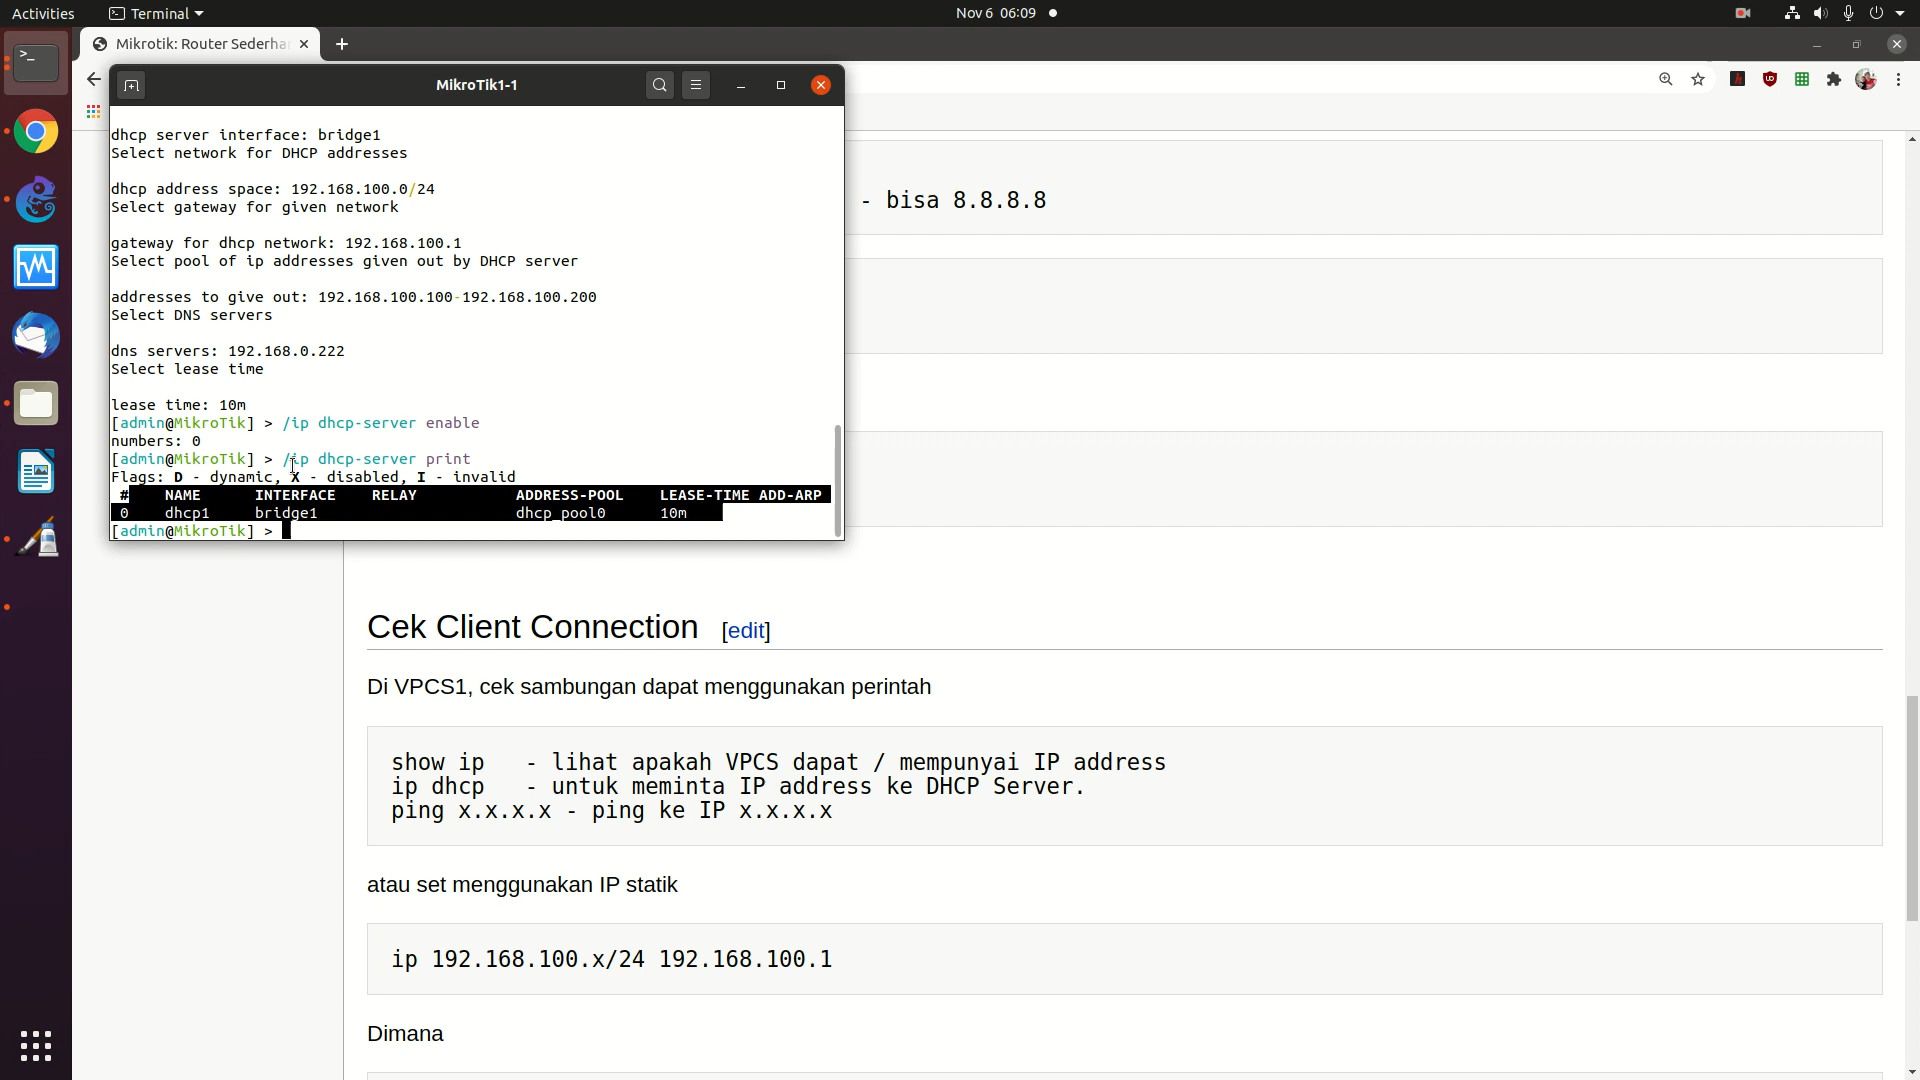 Activities
Terminal
Nov 6 06:09
Mikrotik: Router Sederha
MikroTik1-1
dhcp server interface: bridge1
Select network for DHCP addresses
dhcp address space: 192.168.100.0/24
Select gateway for given network
gateway for dhcp network: 192.168.100.1
Select pool of ip addresses given out by DHCP server
addresses to give out: 192.168.100.100-192.168.100.200
Select DNS servers
dns servers: 192.168.0.222
Select lease time
lease time: 10m
[admin@MikroTik] > /ip dhcp-server enable
numbers: 0
[admin@MikroTik] > /ip dhcp-server print
Flags: D - dynamic, X - disabled, I - invalid
# NAME INTERFACE RELAY ADDRESS-POOL LEASE-TIME ADD-ARP
0 dhcp1 bridge1 dhcp_pool0 10m
[admin@MikroTik] >
- bisa 8.8.8.8
Cek Client Connection [edit]
Di VPCS1, cek sambungan dapat menggunakan perintah
show ip - lihat apakah VPCS dapat / mempunyai IP address
ip dhcp - untuk meminta IP address ke DHCP Server.
ping x.x.x.x - ping ke IP x.x.x.x
atau set menggunakan IP statik
ip 192.168.100.x/24 192.168.100.1
Dimana